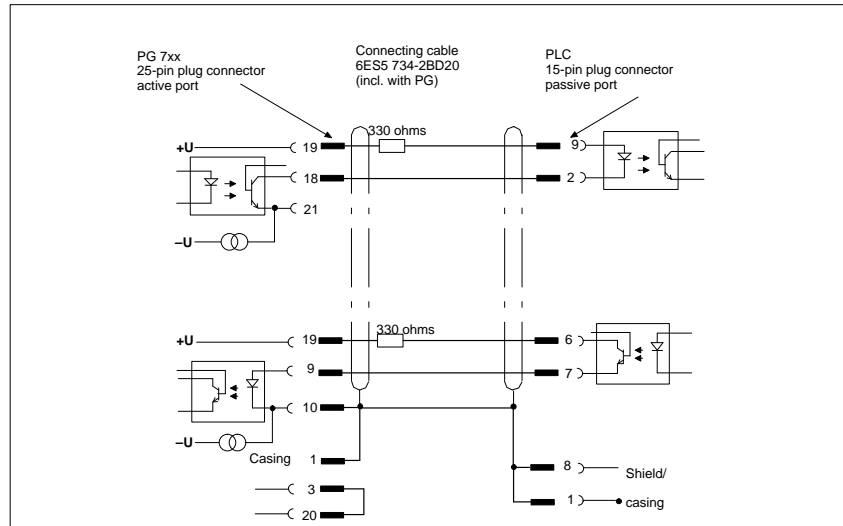 PG 7xx
25-pin plug connector
active port
Connecting cable
6ES5 734-2BD20
(incl. with PG)
PLC
15-pin plug connector
passive port
330 ohms
+U
19
9
18
2
21
–U
330 ohms
+U
19
6
9
7
10
–U
Casing
1
8
Shield/
3
1
casing
20